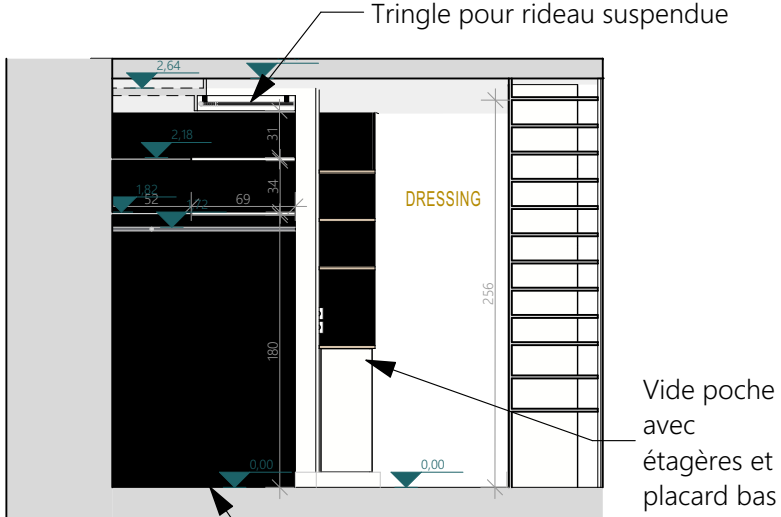 Tringle pour rideau suspendue
2,64
2,18
31
34
1,82
52
69
DRESSING
256
180
Vide poche
avec
étagères et
placard bas
0,00
0,00